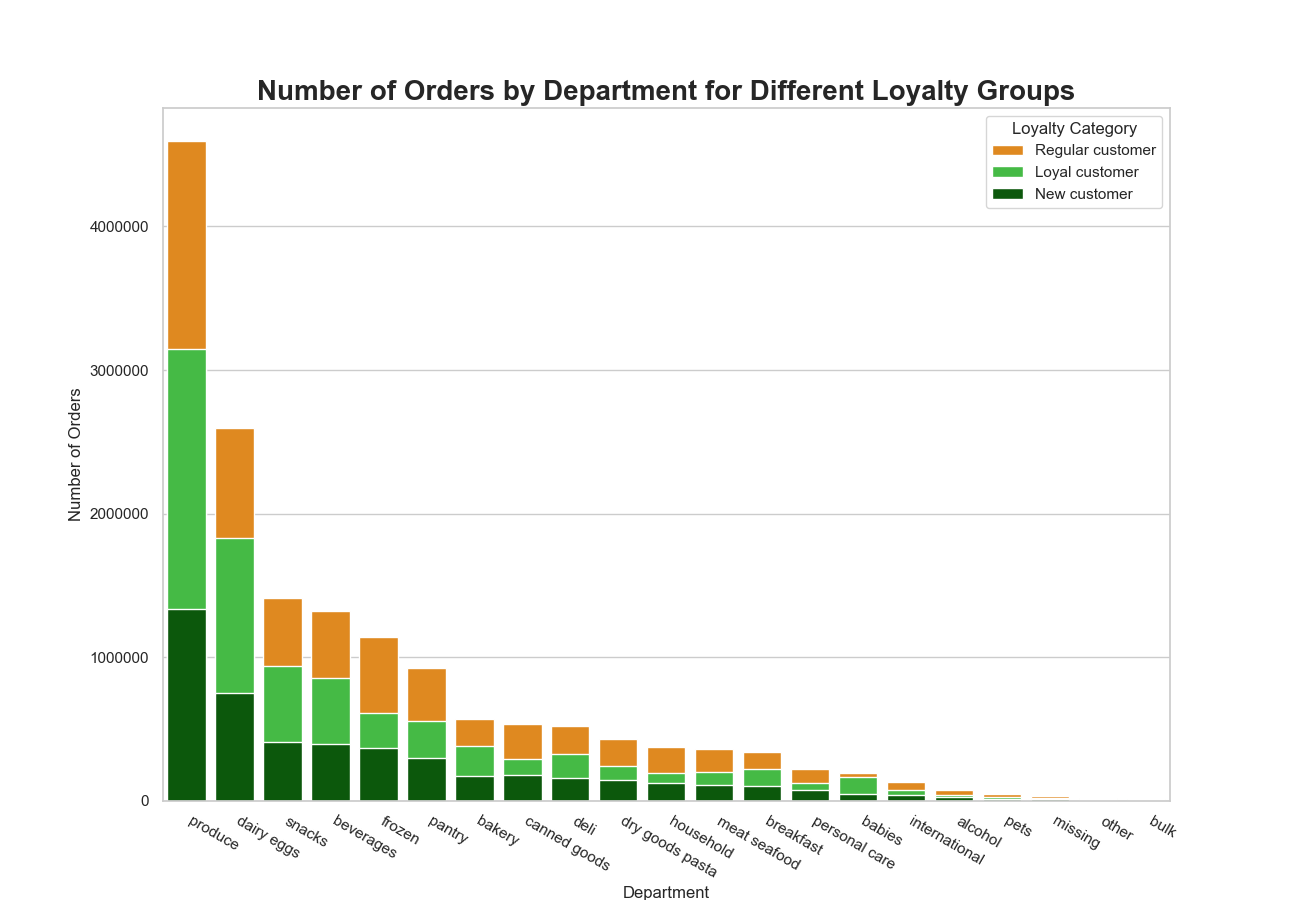 Number of Orders by Department for Different Loyalty Groups
Loyalty Category
Regular customer
Loyal customer
New customer
4000000
3000000
2000000
1000000
0
Number of Orders
produce
dairy eggs
snacks
beverages
frozen
pantry
bakery
canned goods
deli
dry goods pasta
household
meat seafood
breakfast
personal care
babies
international
alcohol
pets
missing
other
bulk
Department